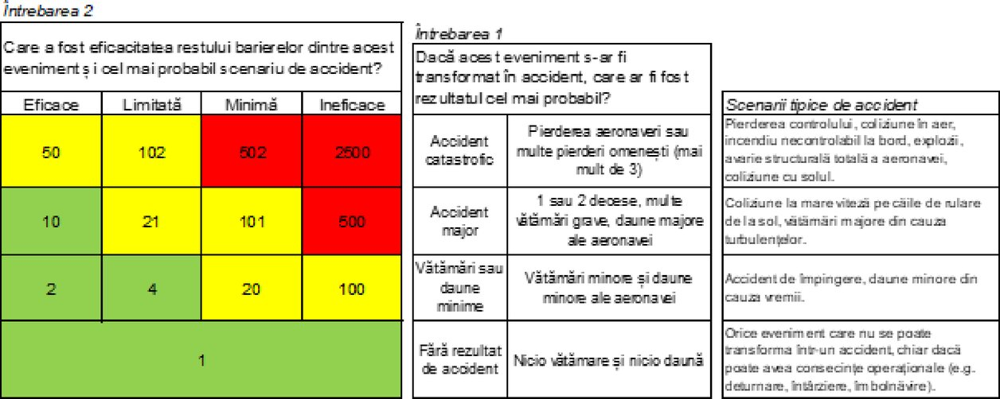 Întrebarea 2
Care a fost eficacitatea restului barierelor dintre acest
eveniment și cel mai probabil scenariu de accident?
Eficace
Limitată
Minimă
Ineficace
50
102
502
2500
10
21
101
500
2
4
20
100
1
Întrebarea 1
Dacă acest eveniment s-ar fi
transformat în accident, care ar fi fost
rezultatul cel mai probabil?
Accident
catastrofic
Pierderea aeronaveri sau
multe pierderi omenești (mai
mult de 3)
Accident
major
1 sau 2 decese, multe
vătămări grave, daune majore
ale aeronavei
Vătămări sau
daune
minime
Vătămări minore și daune
minore ale aeronavei
Fără rezultat
de accident
Nicio vătămare și nicio daună
Scenarii tipice de accident
Pierderea controlului, coliziune în aer,
incendiu necontrolabil la bord, explozii,
avarie structurală totală a aeronavei,
coliziune cu solul.
Coliziune la mare viteză pe căile de rulare
de la sol, vătămări majore din cauza
turbulențelor.
Accident de împingere, daune minore din
cauza vremii.
Orice eveniment care nu se poate
transforma într-un accident, chiar dacă
poate avea consecințe operaționale (e.g.
deturnare, întârziere, îmbolnăvire).